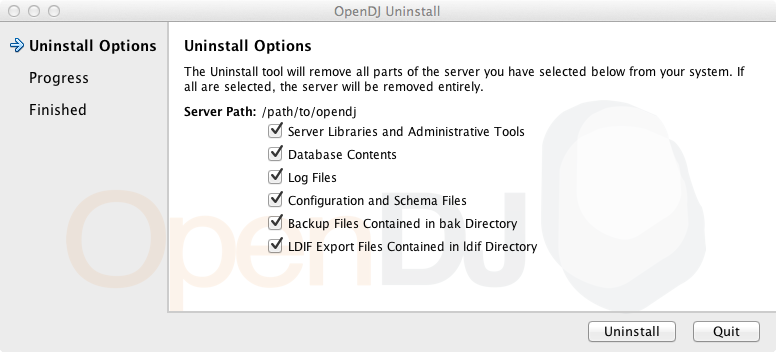 OpenDJ Uninstall
Uninstall Options
Progress
Finished
Uninstall Options
The Uninstall tool will remove all parts of the server you have selected below from your system. If
all are selected, the server will be removed entirely.
Server Path: /path/to/opendj
Server Libraries and Administrative Tools
Database Contents
Log Files
Configuration and Schema Files
Backup Files Contained in bak Directory
LDIF Export Files Contained in ldif Directory
OpenDJ
Uninstall
Quit